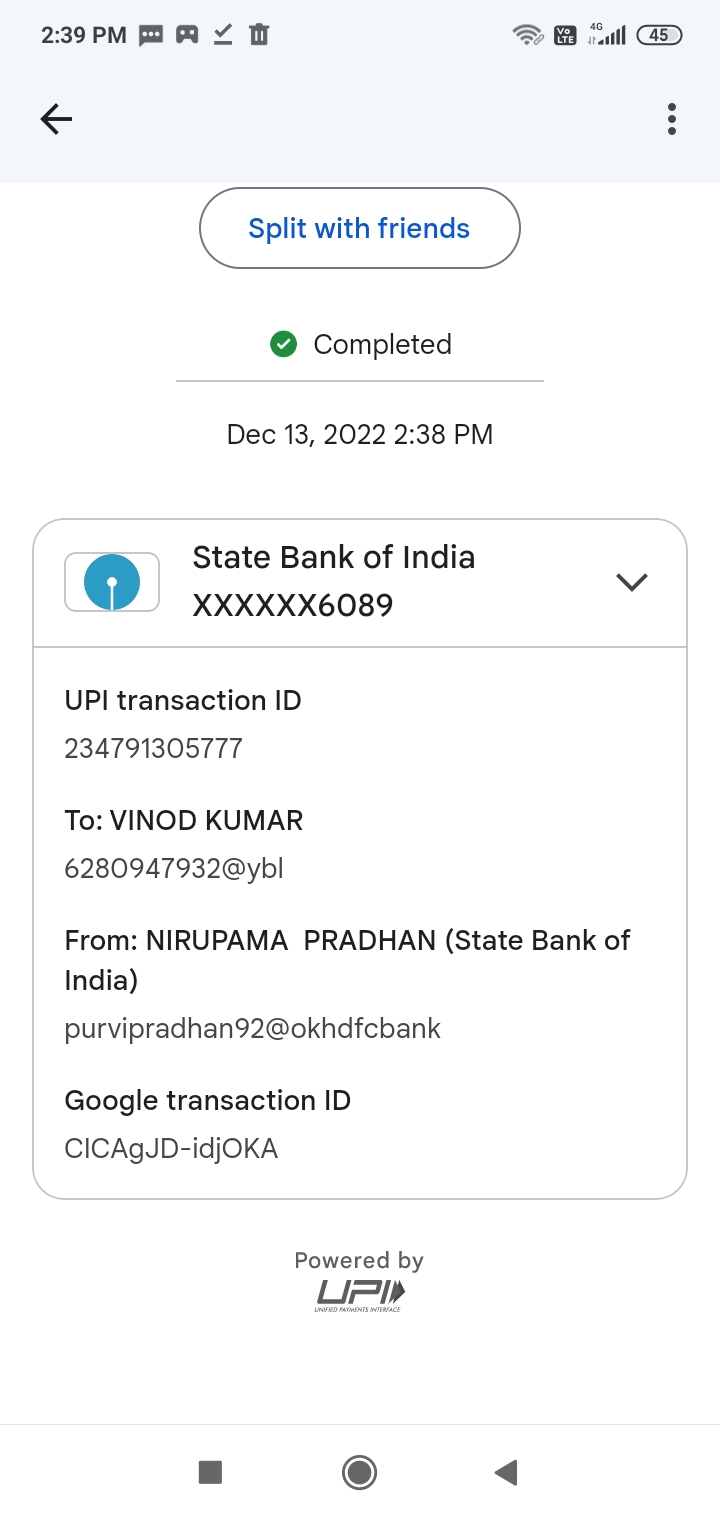 2:39 PM
Vo LTE
4G
45
Split with friends
Completed
Dec 13, 2022 2:38 PM
State Bank of India
XXXXXX6089
UPI transaction ID
234791305777
To: VINOD KUMAR
6280947932@ybl
From: NIRUPAMA  PRADHAN (State Bank of
India)
purvipradhan92@okhdfcbank
Google transaction ID
CICAgJD-idjOKA
Powered by
UPI
UNIFIED PAYMENTS INTERFACE